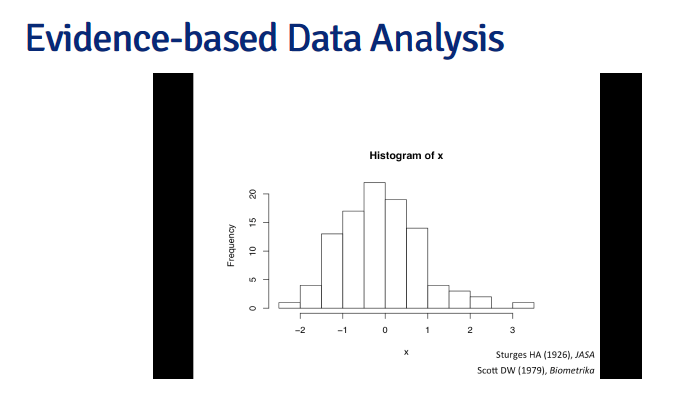 Evidence-based Data Analysis
Histogram of x
Frequency
20
15
10
5
0
−2 −1 0 1 2 3
x
Sturges HA (1926), JASA
Scott DW (1979), Biometrika